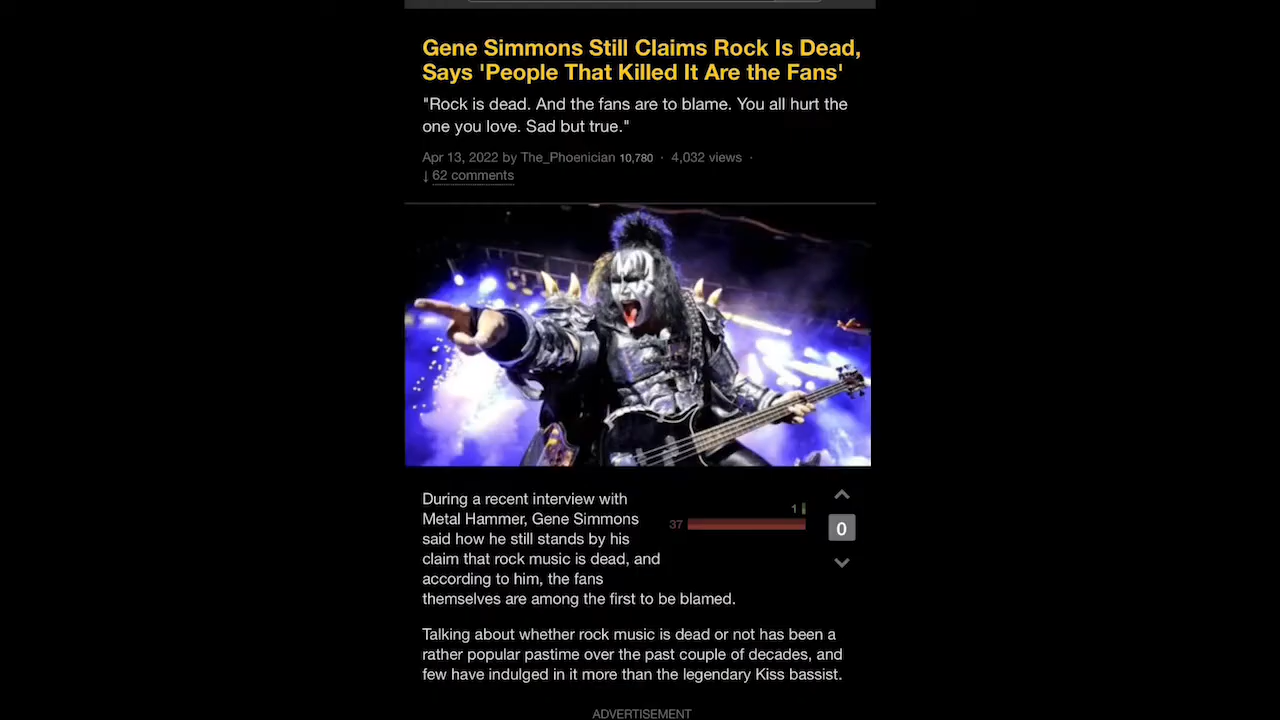 Gene Simmons Still Claims Rock Is Dead,
Says 'People That Killed It Are the Fans'
"Rock is dead. And the fans are to blame. You all hurt the
one you love. Sad but true."
Apr 13, 2022 by The_Phoenician 10,780 · 4,032 views ·
↓ 62 comments
During a recent interview with
Metal Hammer, Gene Simmons
said how he still stands by his
claim that rock music is dead, and
according to him, the fans
themselves are among the first to be blamed.
1
37
0
Talking about whether rock music is dead or not has been a
rather popular pastime over the past couple of decades, and
few have indulged in it more than the legendary Kiss bassist.
ADVERTISEMENT